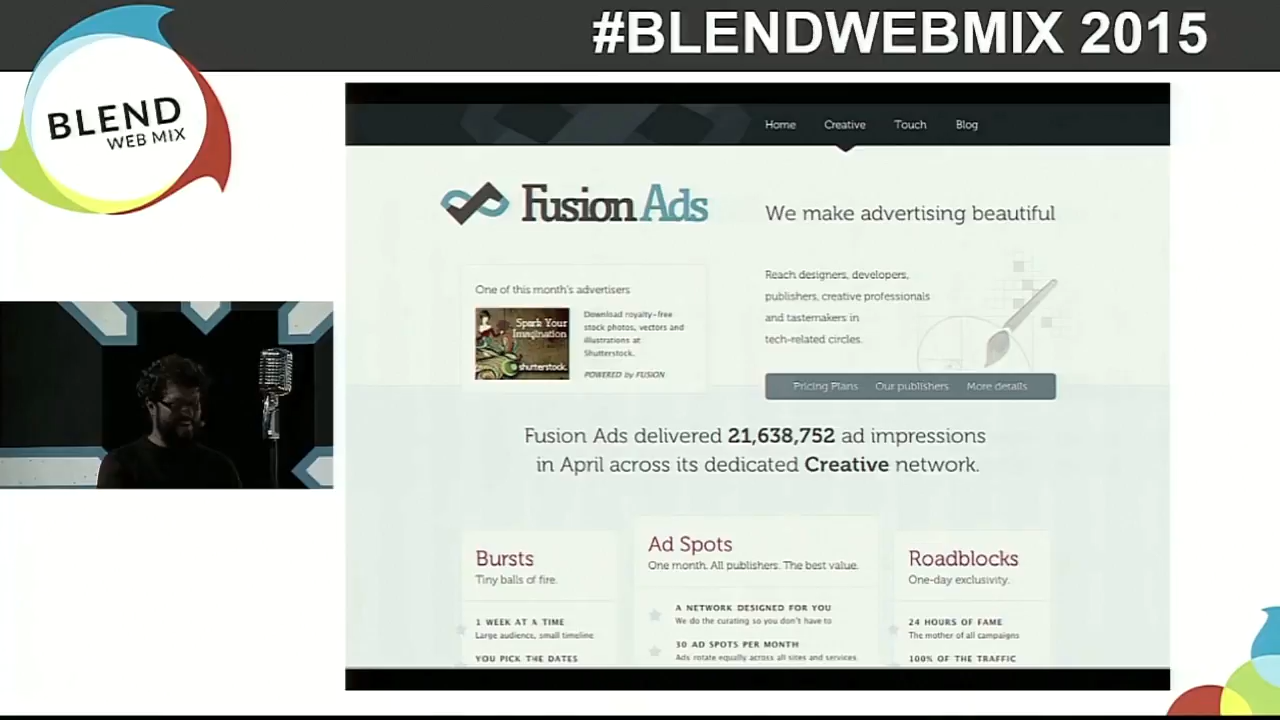 #BLENDWEBMIX 2015
BLEND
WEB MIX
Home Creative Touch Blog
Fusion Ads
We make advertising beautiful
One of this month's advertisers
Spark Your
Imagination
shutterstock.
Download royalty-free
stock photos, vectors and
illustrations at
Shutterstock.
POWERED by FUSION
Reach designers, developers,
publishers, creative professionals
and tastemakers in
tech-related circles.
Pricing Plans Our publishers More details
Fusion Ads delivered 21,638,752 ad impressions
in April across its dedicated Creative network.
Bursts
Tiny balls of fire.
1 WEEK AT A TIME
Large audience, small timeline
YOU PICK THE DATES
Ad Spots
One month. All publishers. The best value.
A NETWORK DESIGNED FOR YOU
We do the curating so you don't have to
30 AD SPOTS PER MONTH
Ads rotate equally across all sites and services.
Roadblocks
One-day exclusivity.
24 HOURS OF FAME
The mother of all campaigns
100% OF THE TRAFFIC